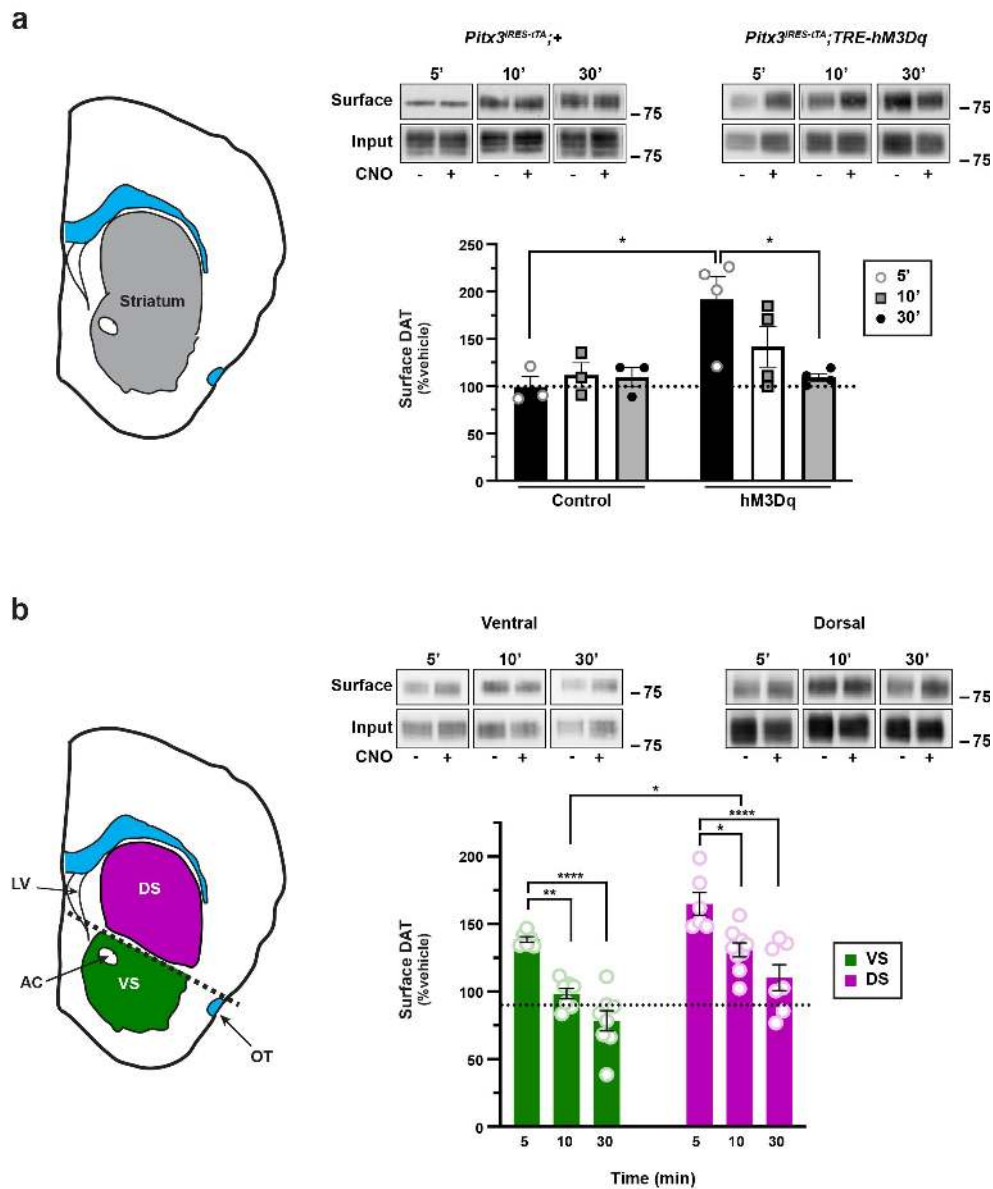 a
Pitx3IRES-tTA;+
Pitx3IRES-tTA;TRE-hM3Dq
5' 10' 30'
5' 10' 30'
Surface
– 75
– 75
Input
– 75
– 75
CNO - + - + - +
- + - + - +
Striatum
Surface DAT
(%vehicle)
250
200
150
100
50
0
*
*
5'
10'
30'
Control
hM3Dq
b
Ventral
Dorsal
5' 10' 30'
5' 10' 30'
Surface
– 75
– 75
Input
– 75
– 75
CNO - + - + - +
- + - + - +
LV
DS
AC
VS
OT
Surface DAT
(%vehicle)
200
150
100
50
0
*
****
**
****
*
VS
DS
5 10 30
5 10 30
Time (min)